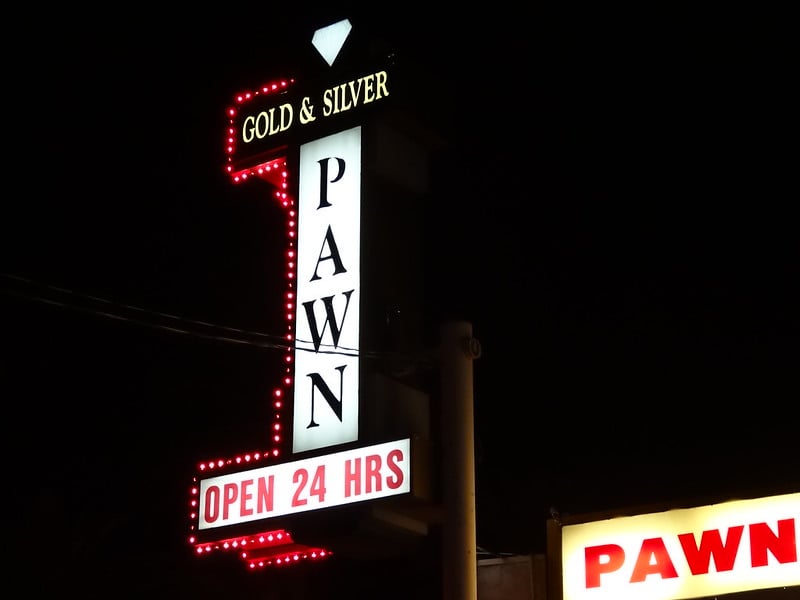 GOLD & SILVER
PAWN
OPEN 24 HRS
PAWN